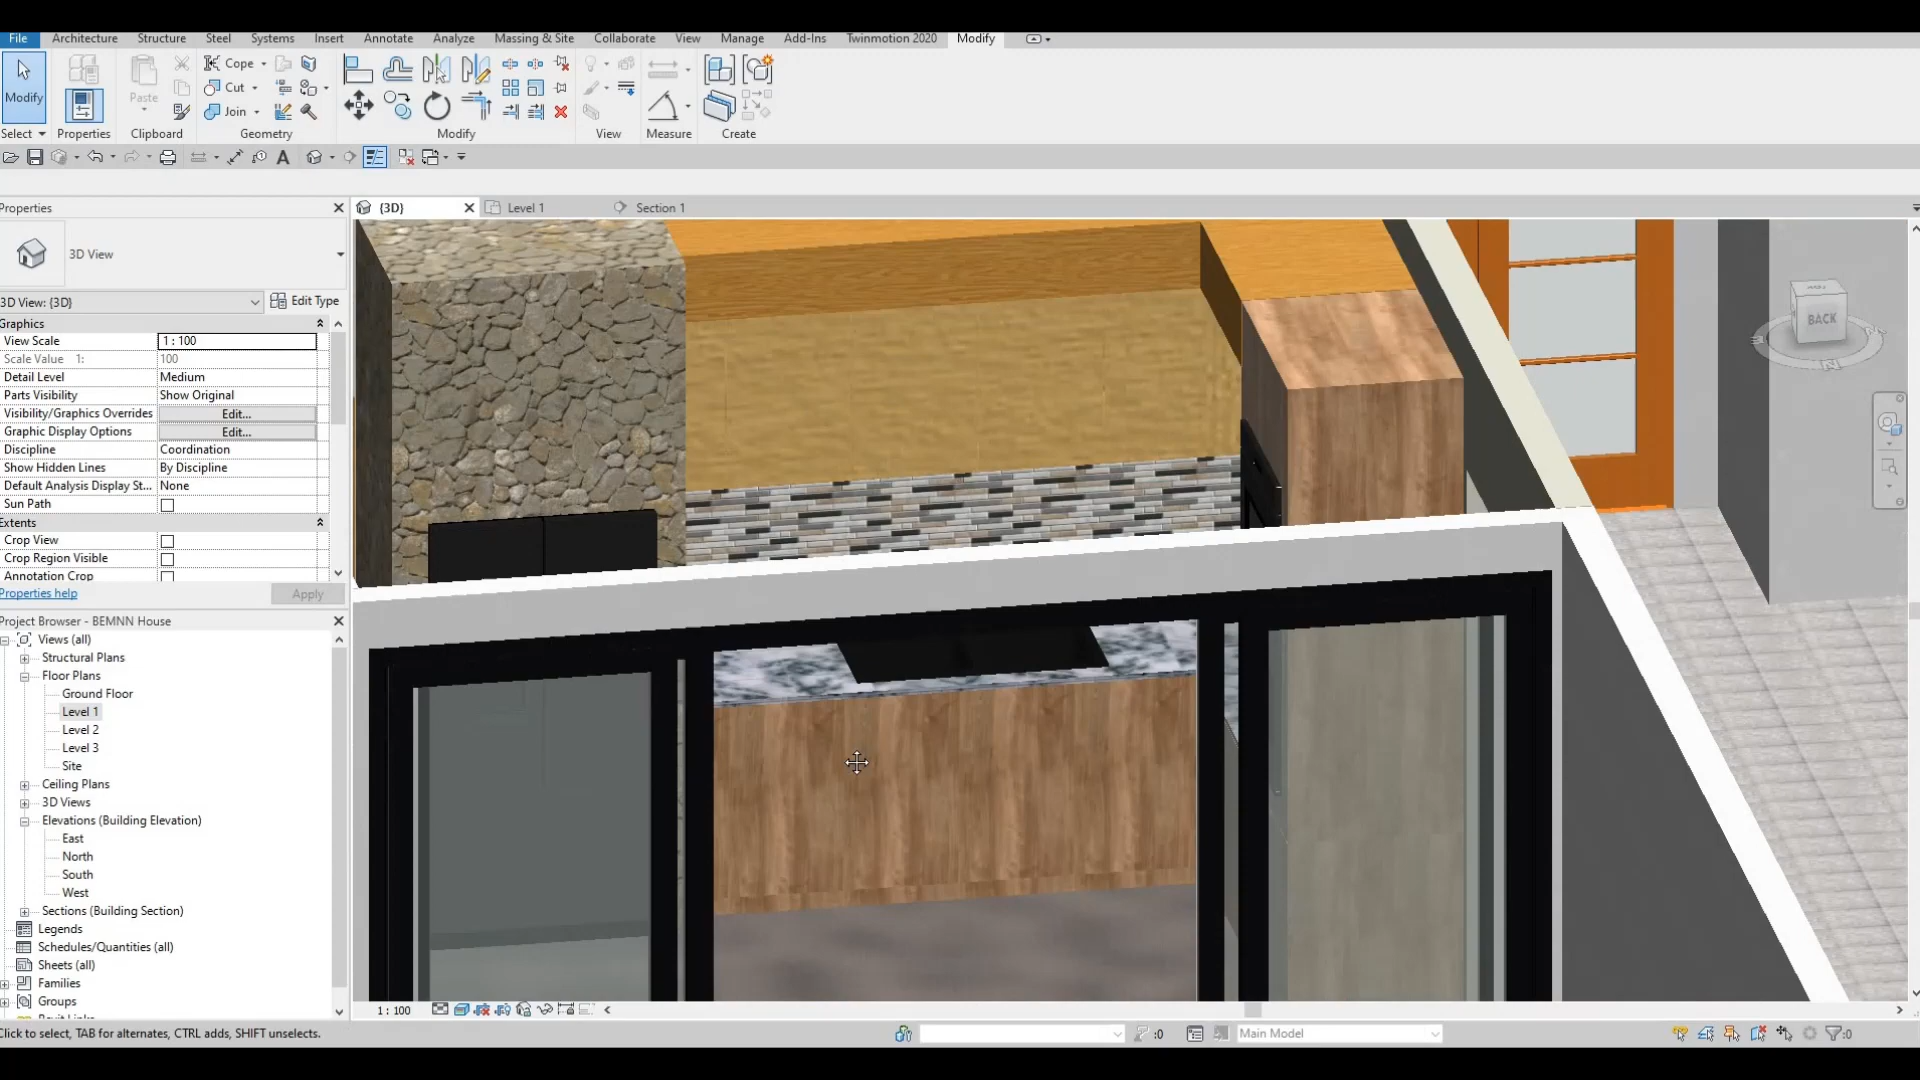 File Architecture Structure Steel Systems Insert Annotate Analyze Massing & Site Collaborate View Manage Add-Ins Twinmotion 2020 Modify
Modify
Paste
Cope
Cut
Join
Select Properties Clipboard Geometry Modify View Measure Create
Properties
{3D} Level 1 Section 1
3D View
3D View: {3D} Edit Type
Graphics
View Scale 1 : 100
Scale Value 1: 100
Detail Level Medium
Parts Visibility Show Original
Visibility/Graphics Overrides Edit...
Graphic Display Options Edit...
Discipline Coordination
Show Hidden Lines By Discipline
Default Analysis Display St... None
Sun Path
Extents
Crop View
Crop Region Visible
Annotation Crop
Properties help Apply
BACK
Project Browser - BEMNN House
Views (all)
Structural Plans
Floor Plans
Ground Floor
Level 1
Level 2
Level 3
Site
Ceiling Plans
3D Views
Elevations (Building Elevation)
East
North
South
West
Sections (Building Section)
Legends
Schedules/Quantities (all)
Sheets (all)
Families
Groups
1 : 100
Click to select, TAB for alternates, CTRL adds, SHIFT unselects. :0 Main Model :0